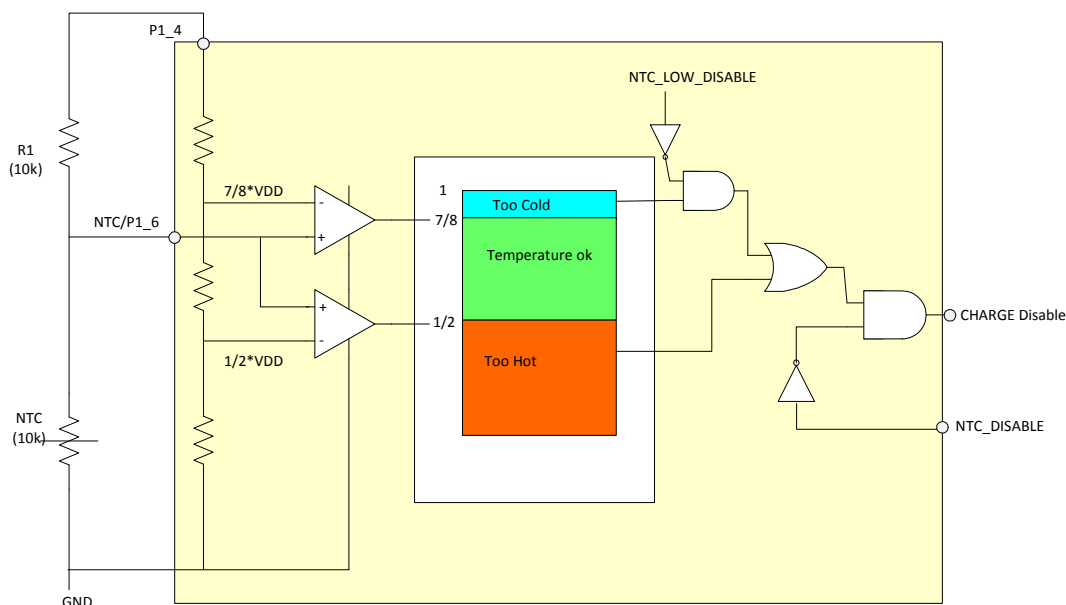 P1_4
NTC_LOW_DISABLE
R1
(10k)
1
Too Cold
7/8*VDD
-
7/8
NTC/P1_6
+
Temperature ok
+
1/2
CHARGE Disable
-
1/2*VDD
Too Hot
NTC
(10k)
NTC_DISABLE
GND